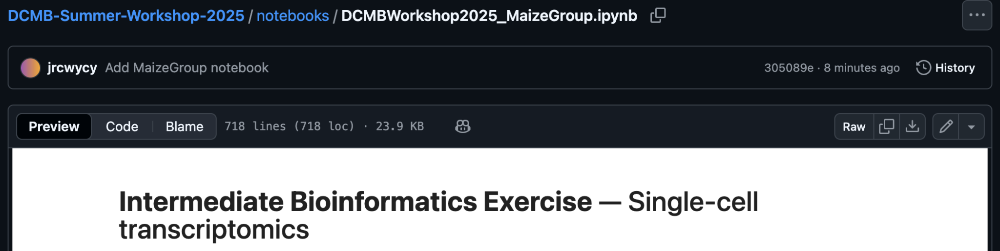 DCMB-Summer-Workshop-2025 / notebooks / DCMBWorkshop2025_MaizeGroup.ipynb
jrcwycy Add MaizeGroup notebook 305089e · 8 minutes ago History
Preview Code Blame 718 lines (718 loc) · 23.9 KB Raw
Intermediate Bioinformatics Exercise — Single-cell
transcriptomics